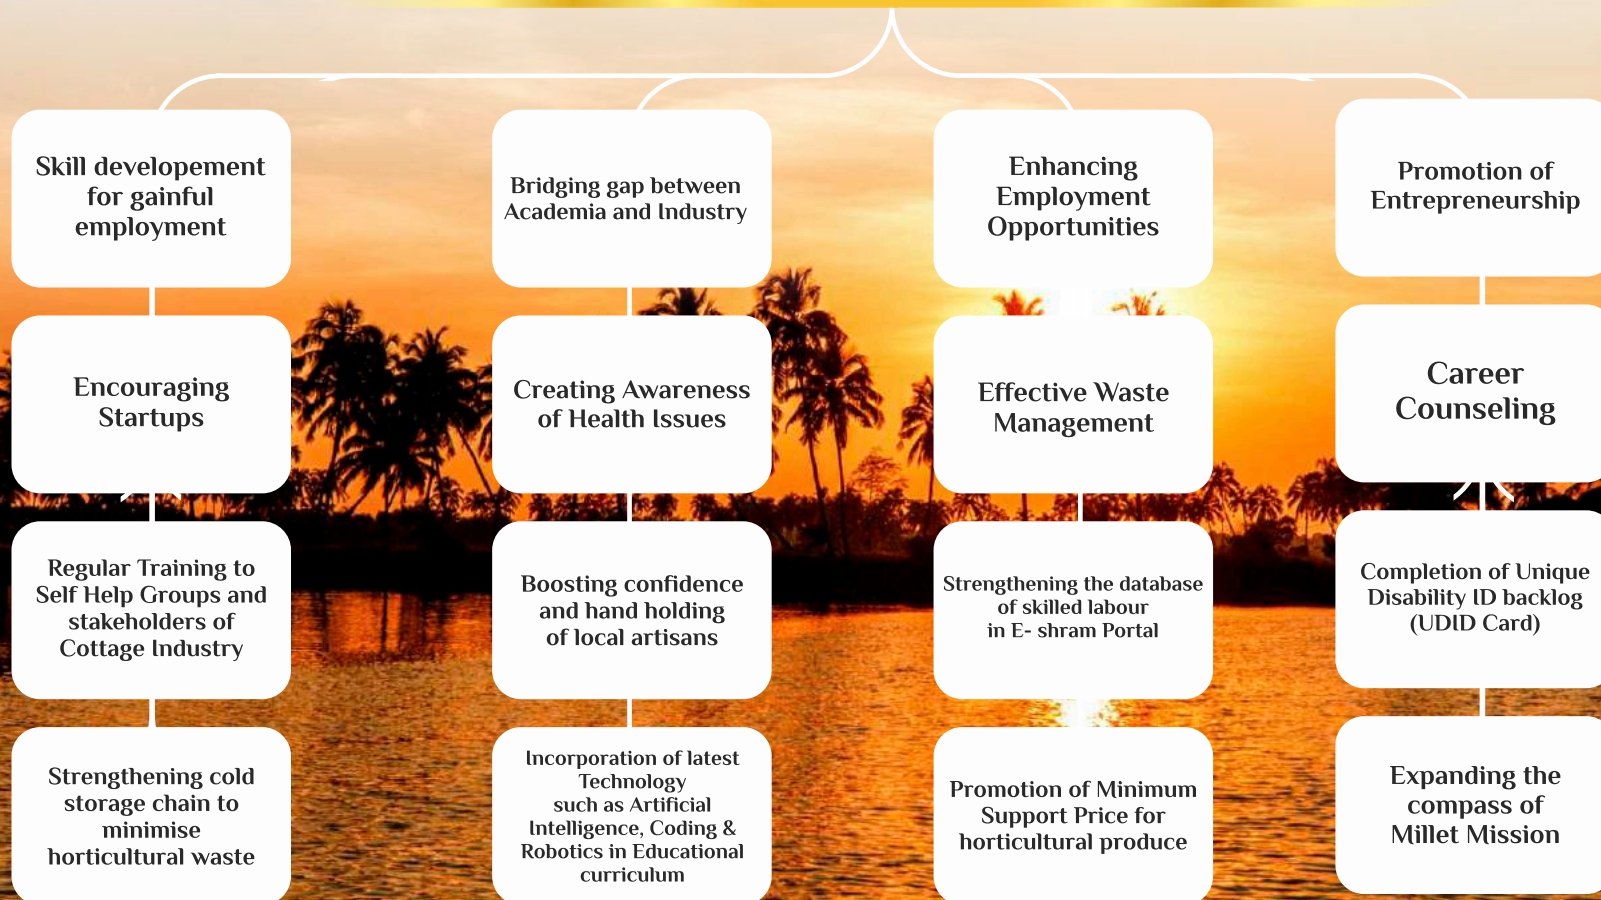 Skill developement
for gainful
employment
Bridging gap between
Academia and Industry
Enhancing
Employment
Opportunities
Promotion of
Entrepreneurship
Encouraging
Startups
Creating Awareness
of Health Issues
Effective Waste
Management
Career
Counseling
Regular Training to
Self Help Groups and
stakeholders of
Cottage Industry
Boosting confidence
and hand holding
of local artisans
Strengthening the database
of skilled labour
in E- shram Portal
Completion of Unique
Disability ID backlog
(UDID Card)
Strengthening cold
storage chain to
minimise
horticultural waste
Incorporation of latest
Technology
such as Artificial
Intelligence, Coding &
Robotics in Educational
curriculum
Promotion of Minimum
Support Price for
horticultural produce
Expanding the
compass of
Millet Mission